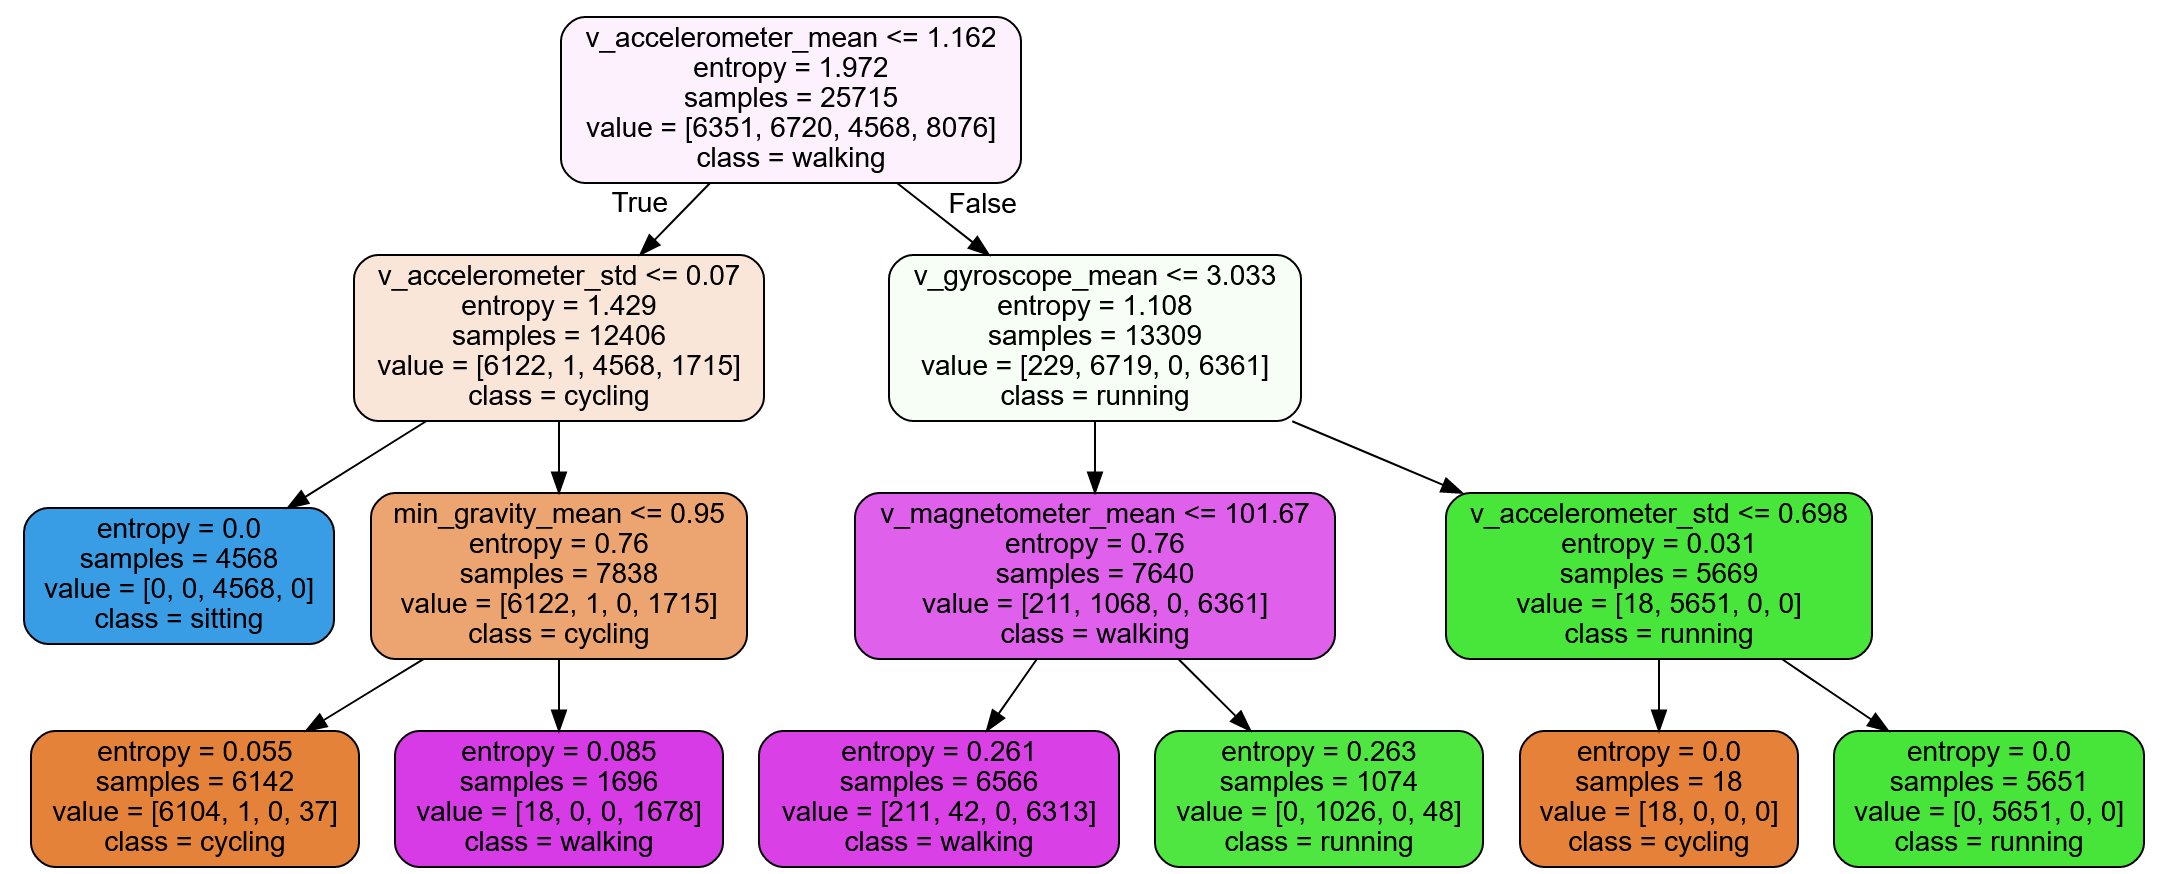 v_accelerometer_mean <= 1.162
entropy = 1.972
samples = 25715
value = [6351, 6720, 4568, 8076]
class = walking
True
False
v_accelerometer_std <= 0.07
entropy = 1.429
samples = 12406
value = [6122, 1, 4568, 1715]
class = cycling
v_gyroscope_mean <= 3.033
entropy = 1.108
samples = 13309
value = [229, 6719, 0, 6361]
class = running
entropy = 0.0
samples = 4568
value = [0, 0, 4568, 0]
class = sitting
min_gravity_mean <= 0.95
entropy = 0.76
samples = 7838
value = [6122, 1, 0, 1715]
class = cycling
v_magnetometer_mean <= 101.67
entropy = 0.76
samples = 7640
value = [211, 1068, 0, 6361]
class = walking
v_accelerometer_std <= 0.698
entropy = 0.031
samples = 5669
value = [18, 5651, 0, 0]
class = running
entropy = 0.055
samples = 6142
value = [6104, 1, 0, 37]
class = cycling
entropy = 0.085
samples = 1696
value = [18, 0, 0, 1678]
class = walking
entropy = 0.261
samples = 6566
value = [211, 42, 0, 6313]
class = walking
entropy = 0.263
samples = 1074
value = [0, 1026, 0, 48]
class = running
entropy = 0.0
samples = 18
value = [18, 0, 0, 0]
class = cycling
entropy = 0.0
samples = 5651
value = [0, 5651, 0, 0]
class = running